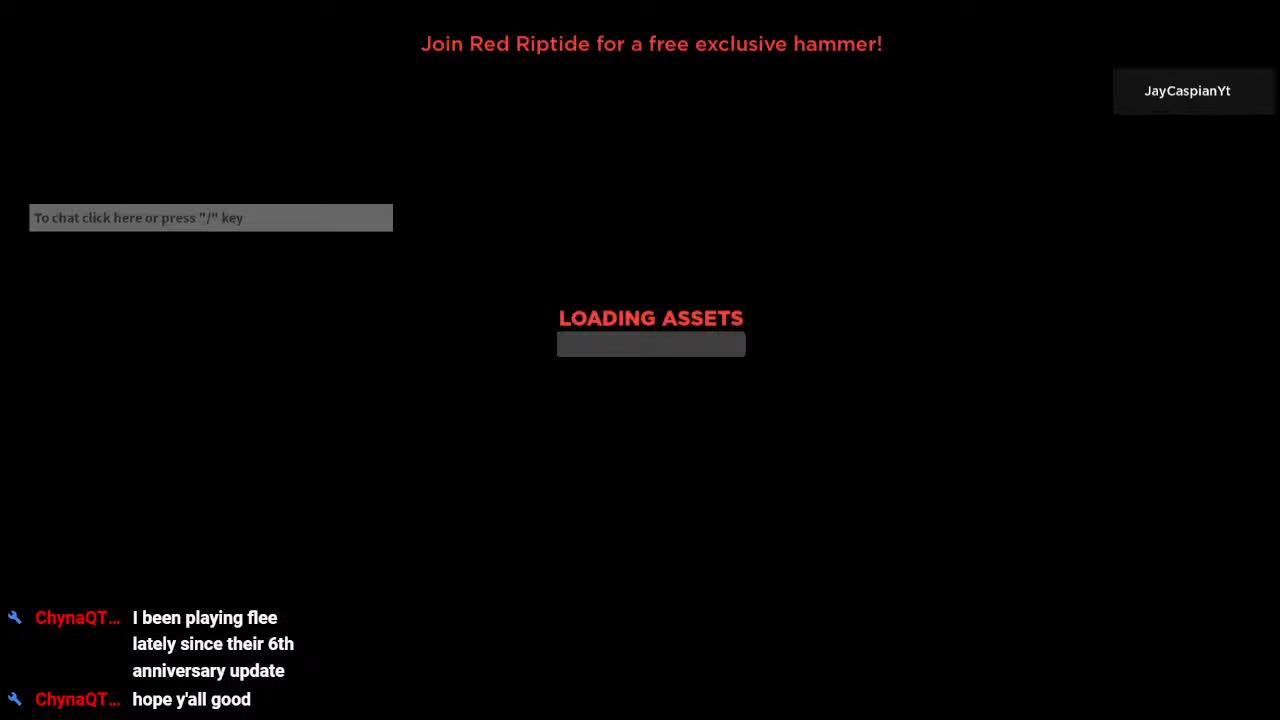 Join Red Riptide for a free exclusive hammer!
JayCaspianYt
To chat click here or press "/" key
LOADING ASSETS
ChynaQT... I been playing flee
lately since their 6th
anniversary update
ChynaQT... hope y'all good